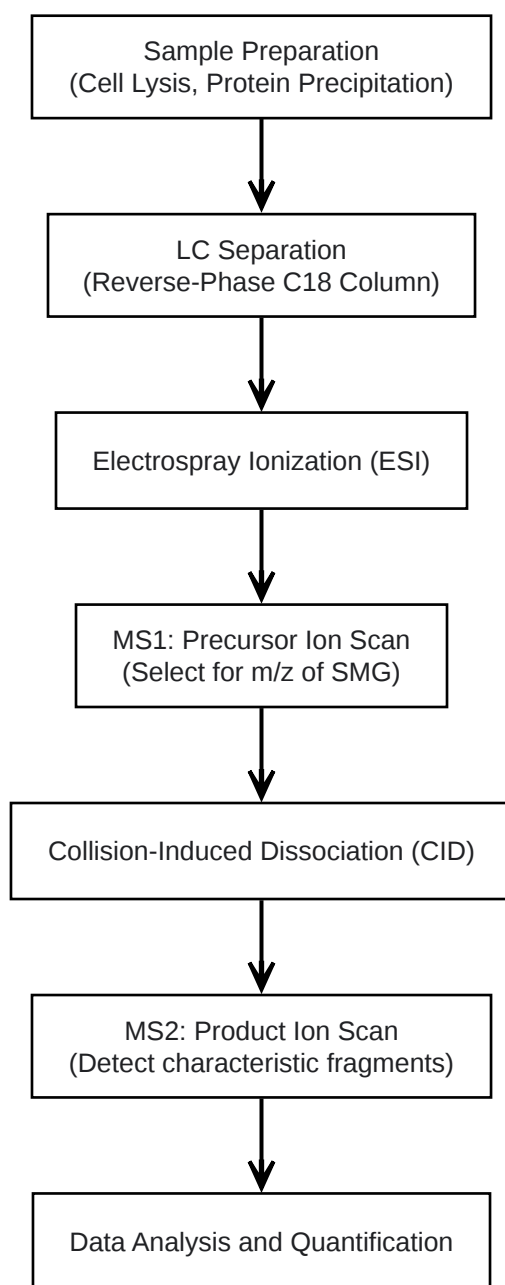 Sample Preparation
(Cell Lysis, Protein Precipitation)
LC Separation
(Reverse-Phase C18 Column)
Electrospray Ionization (ESI)
MS1: Precursor Ion Scan
(Select for m/z of SMG)
Collision-Induced Dissociation (CID)
MS2: Product Ion Scan
(Detect characteristic fragments)
Data Analysis and Quantification